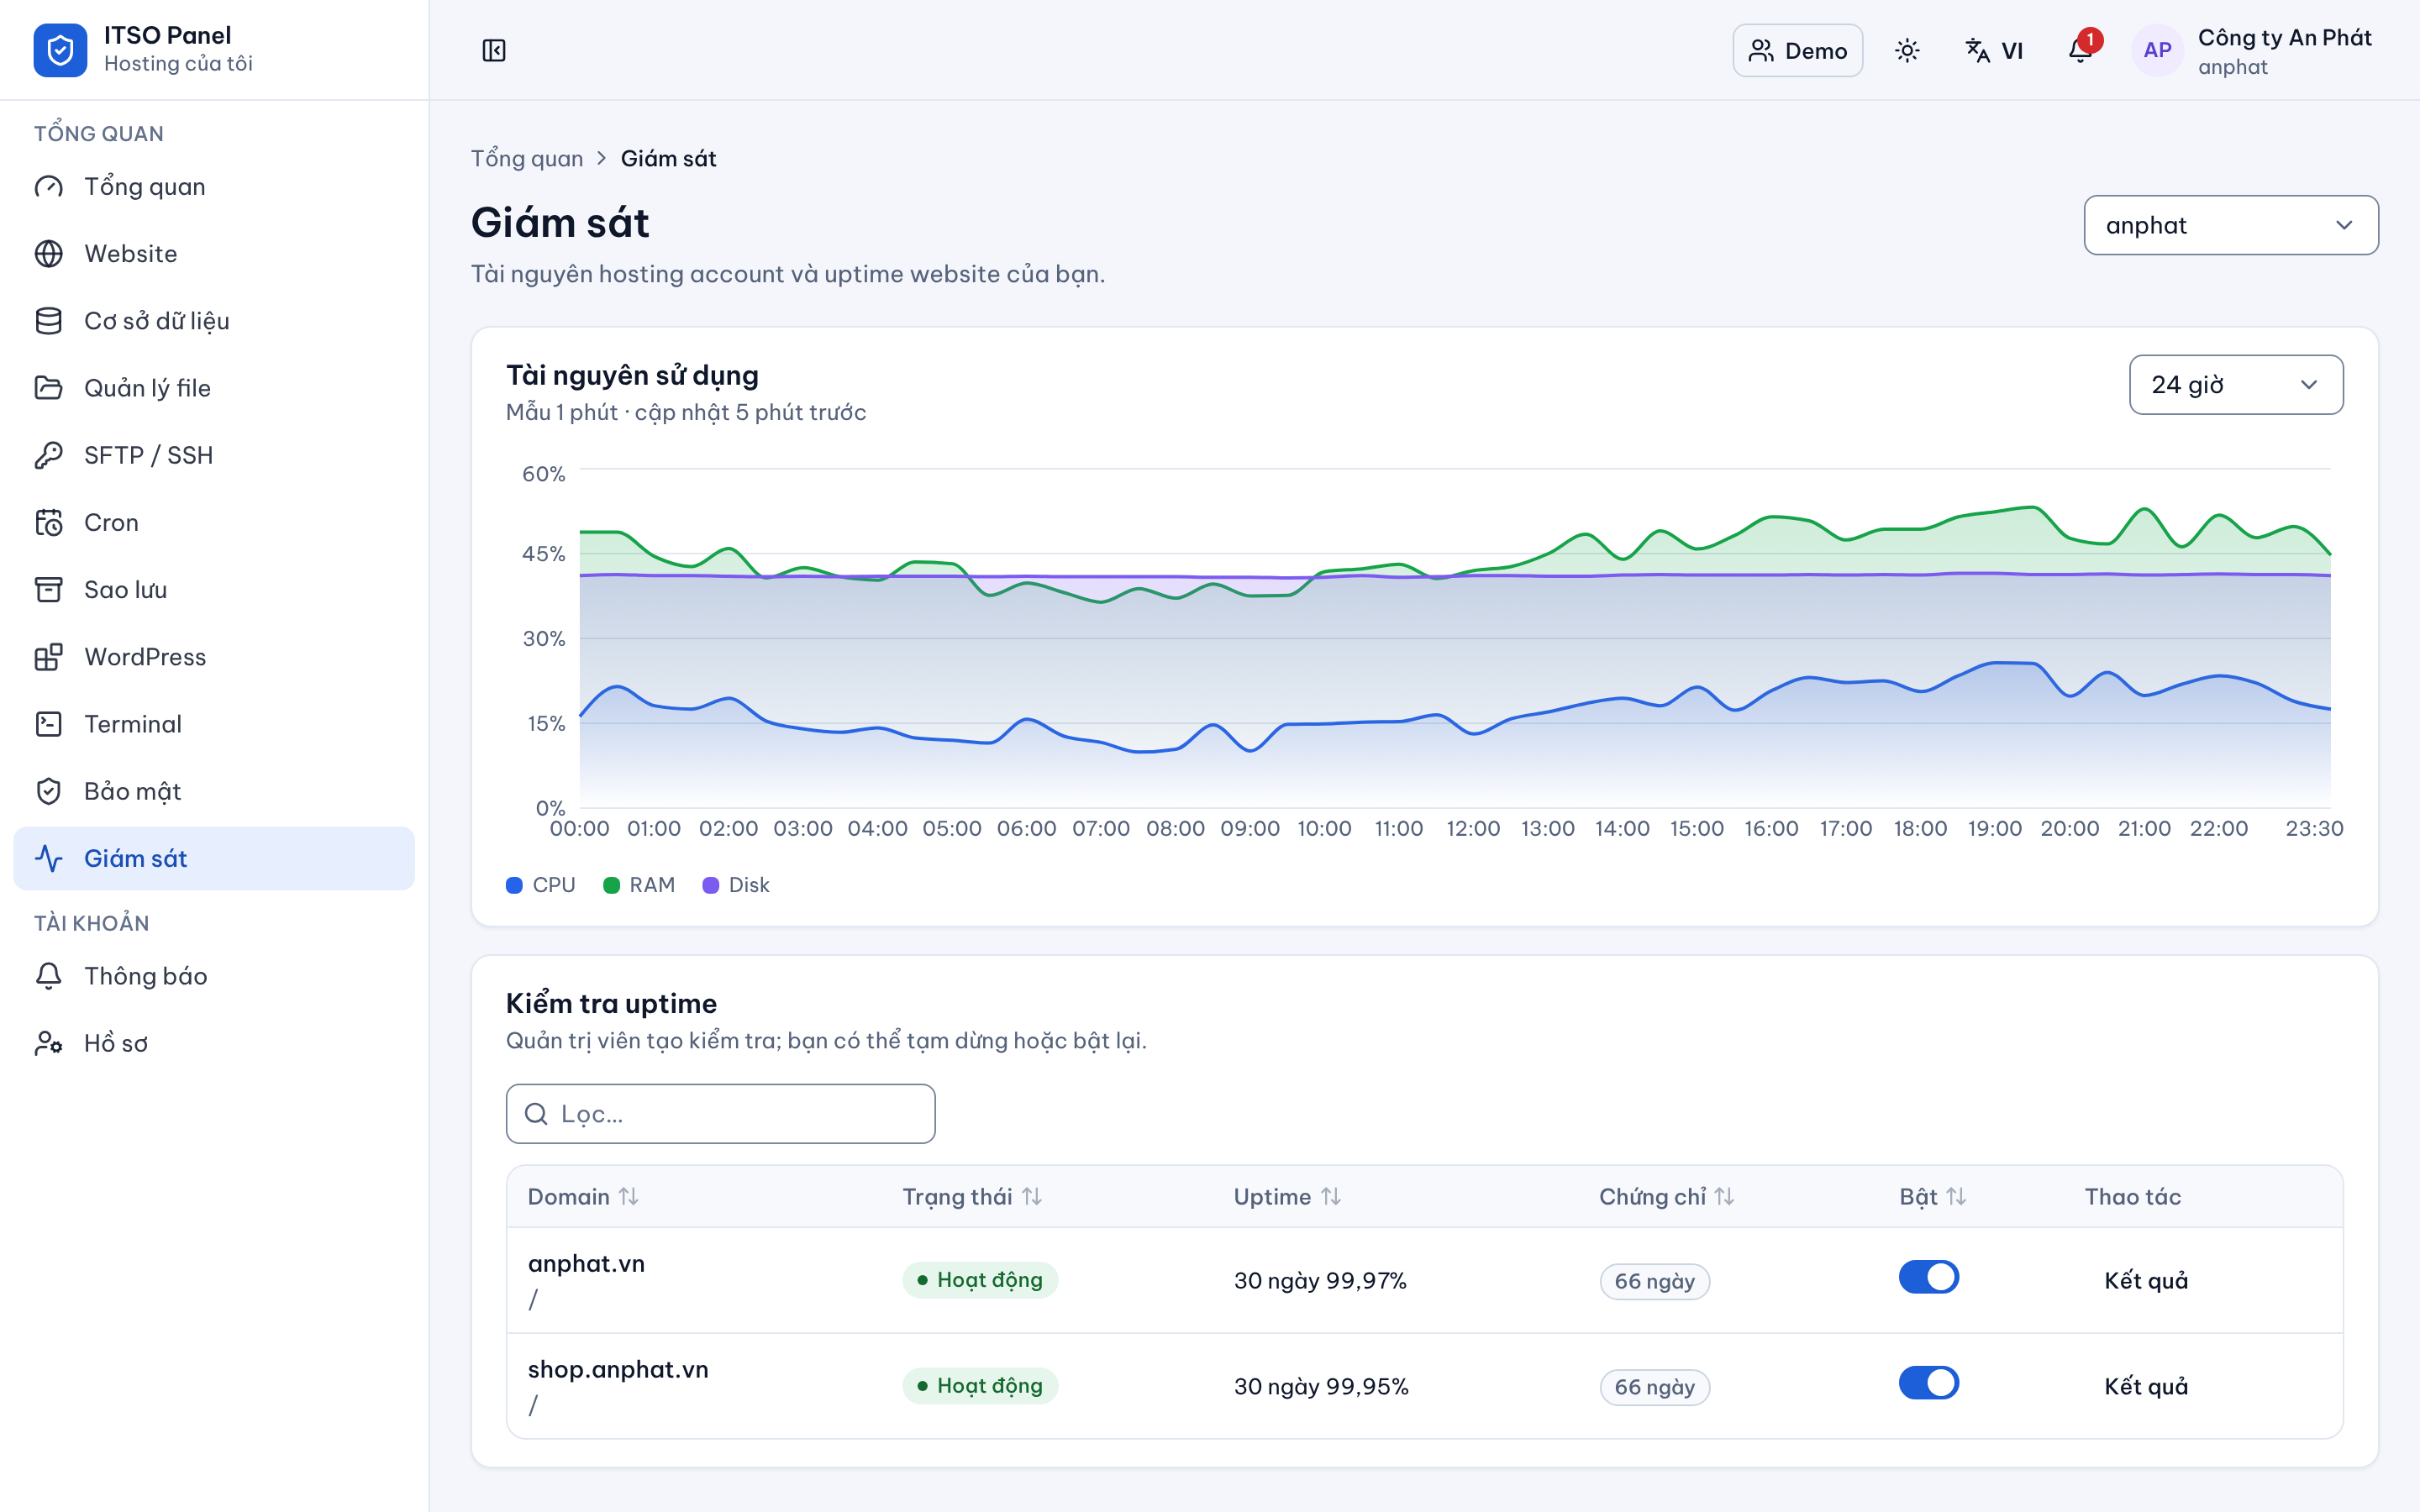 ITSO Panel
Hosting của tôi
Demo
VI
1
AP
Công ty An Phát
anphat
TỔNG QUAN
Tổng quan
Website
Cơ sở dữ liệu
Quản lý file
SFTP / SSH
Cron
Sao lưu
WordPress
Terminal
Bảo mật
Giám sát
TÀI KHOẢN
Thông báo
Hồ sơ
Tổng quan > Giám sát
Giám sát
anphat
Tài nguyên hosting account và uptime website của bạn.
Tài nguyên sử dụng
Mẫu 1 phút · cập nhật 5 phút trước
24 giờ
60%
45%
30%
15%
0%
00:00 01:00 02:00 03:00 04:00 05:00 06:00 07:00 08:00 09:00 10:00 11:00 12:00 13:00 14:00 15:00 16:00 17:00 18:00 19:00 20:00 21:00 22:00 23:30
CPU RAM Disk
Kiểm tra uptime
Quản trị viên tạo kiểm tra; bạn có thể tạm dừng hoặc bật lại.
Lọc...
Domain Trạng thái Uptime Chứng chỉ Bật Thao tác
anphat.vn
/
Hoạt động 30 ngày 99,97% 66 ngày Kết quả
shop.anphat.vn
/
Hoạt động 30 ngày 99,95% 66 ngày Kết quả